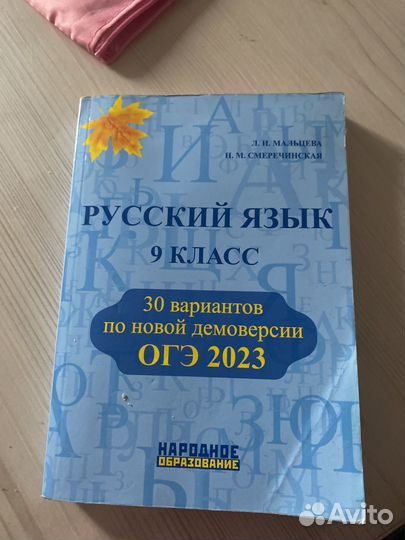 Л. И. МАЛЬЦЕВА
Н. М. СМЕРЕЧИНСКАЯ
РУССКИЙ ЯЗЫК
9 КЛАСС
30 вариантов
по новой демоверсии
ОГЭ 2023
НАРОДНОЕ
ОБРАЗОВАНИЕ
Avito